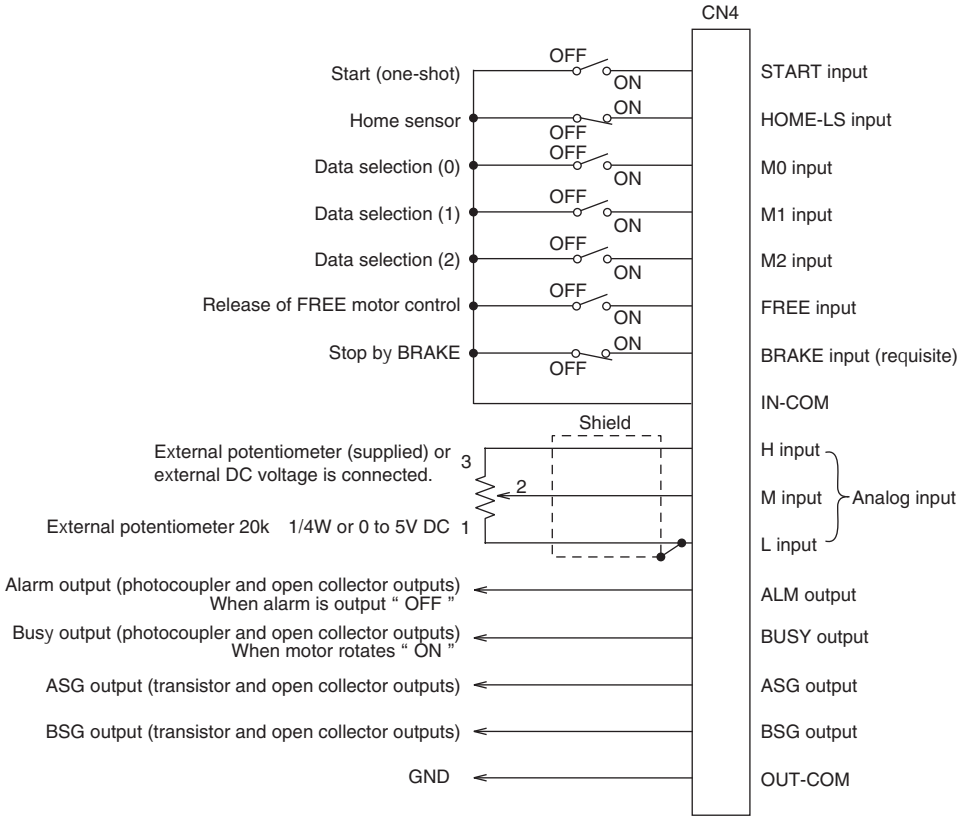 CN4
Start (one-shot) OFF ON START input
Home sensor ON OFF HOME-LS input
Data selection (0) OFF ON M0 input
Data selection (1) OFF ON M1 input
Data selection (2) OFF ON M2 input
Release of FREE motor control OFF ON FREE input
Stop by BRAKE ON OFF BRAKE input (requisite)
IN-COM
Shield
External potentiometer (supplied) or 3 H input
external DC voltage is connected.
2 M input Analog input
External potentiometer 20k 1/4W or 0 to 5V DC 1 L input
Alarm output (photocoupler and open collector outputs) ALM output
When alarm is output “ OFF ”
Busy output (photocoupler and open collector outputs) BUSY output
When motor rotates “ ON ”
ASG output (transistor and open collector outputs) ASG output
BSG output (transistor and open collector outputs) BSG output
GND OUT-COM